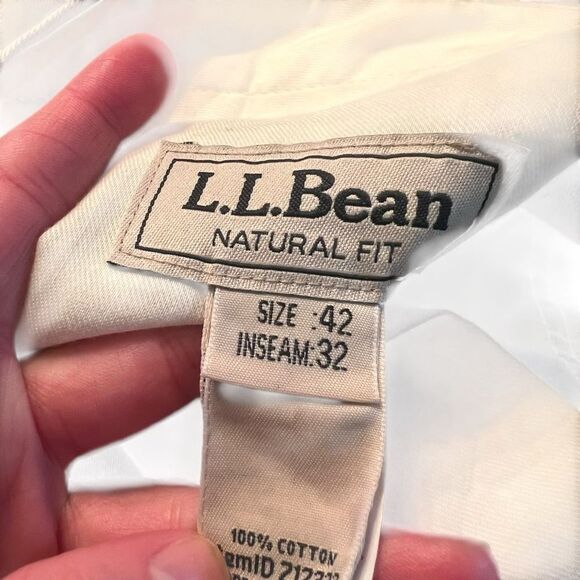 L.L.Bean
NATURAL FIT
SIZE :42
INSEAM:32
100% COTTON